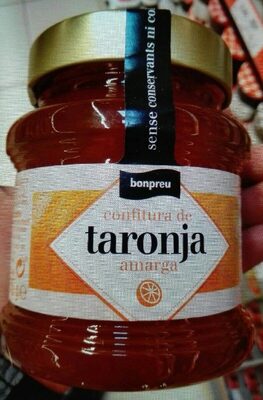 sense conservants ni co
bonpreu
confitura de
taronja
amarga